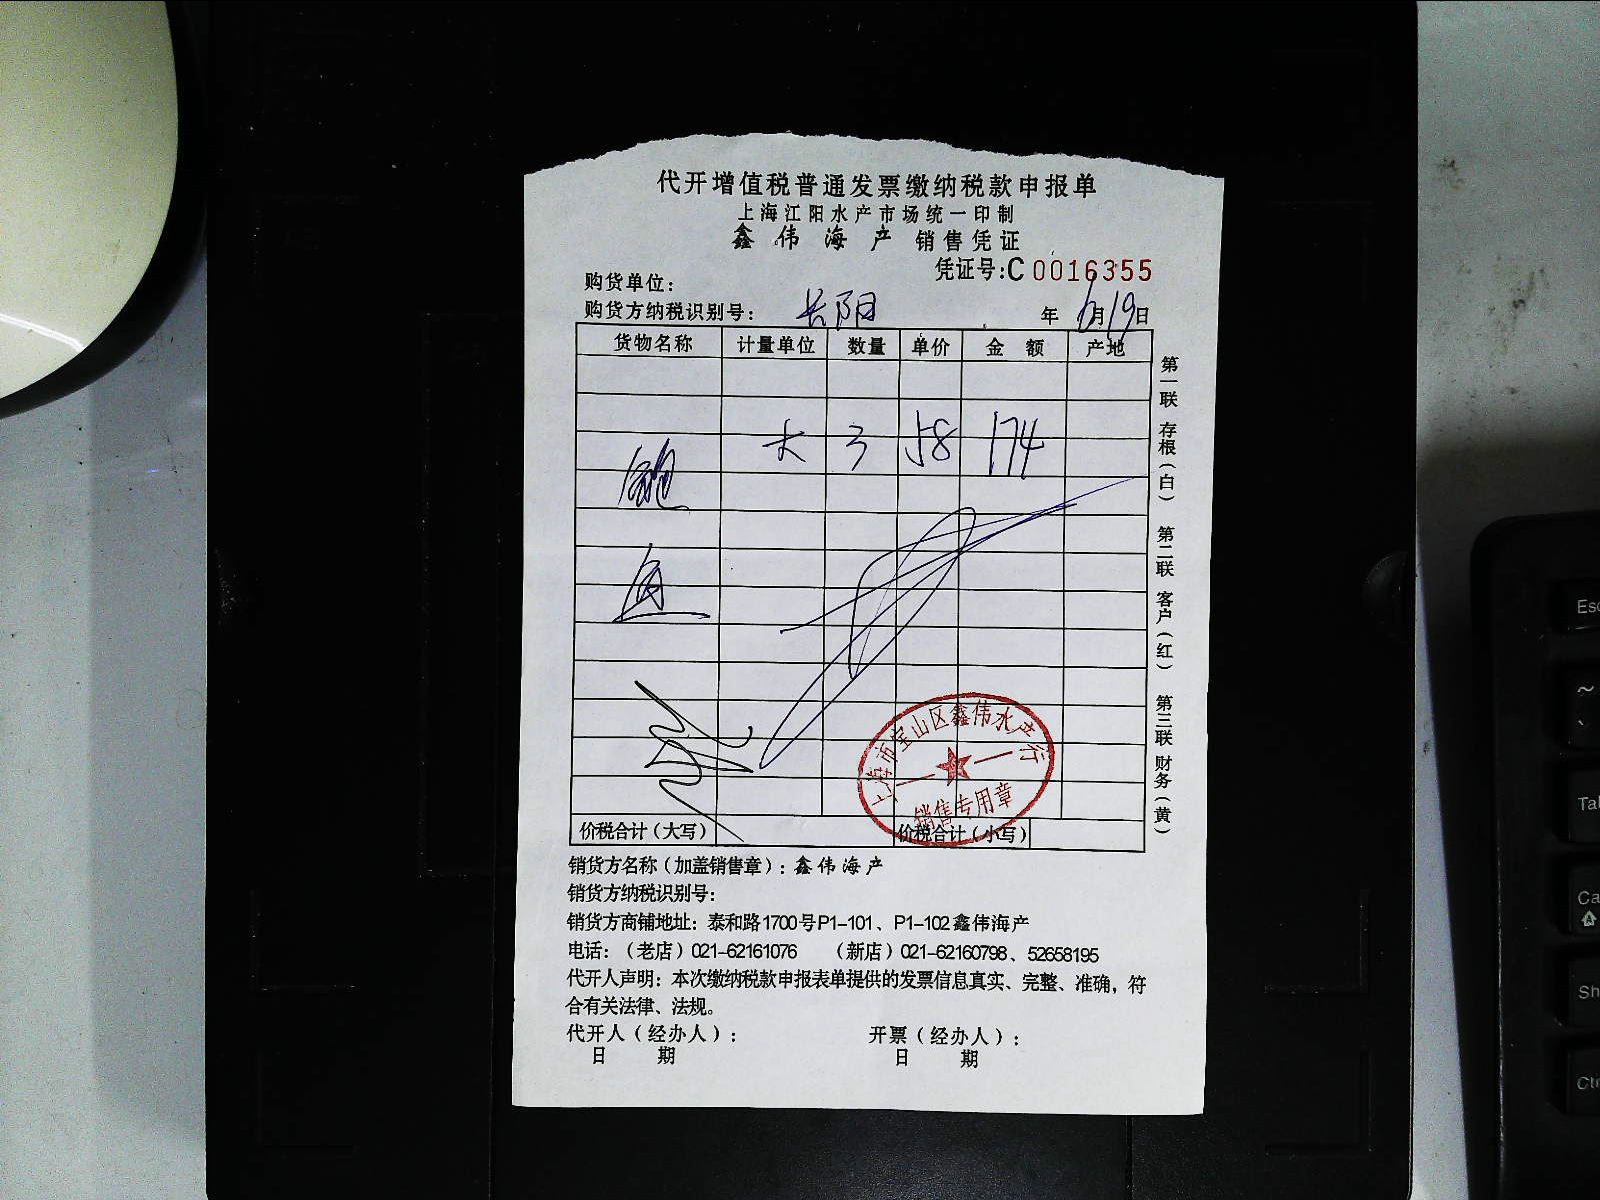 代开增值税普通发票缴纳税款申报单
上海江阳水产市场统一印制
鑫伟海产 销售凭证
凭证号:C 0016355
购货单位:
购货方纳税识别号: 长阳 年 6月19日
货物名称 计量单位 数量 单价 金额 产地
大 3 58 174
鲍
鱼
价税合计(大写) 价税合计(小写)
上海市宝山区鑫伟水产行
销售专用章
第一联 存根(白) 第二联 客户(红) 第三联 财务(黄)
销货方名称(加盖销售章):鑫伟海产
销货方纳税识别号:
销货方商铺地址:泰和路1700号P1-101、P1-102鑫伟海产
电话:(老店)021-62161076 (新店)021-62160798、52658195
代开人声明:本次缴纳税款申报表单提供的发票信息真实、完整、准确,符
合有关法律、法规。
代开人(经办人): 开票(经办人):
日 期 日 期
Esc
~
、
Ctr